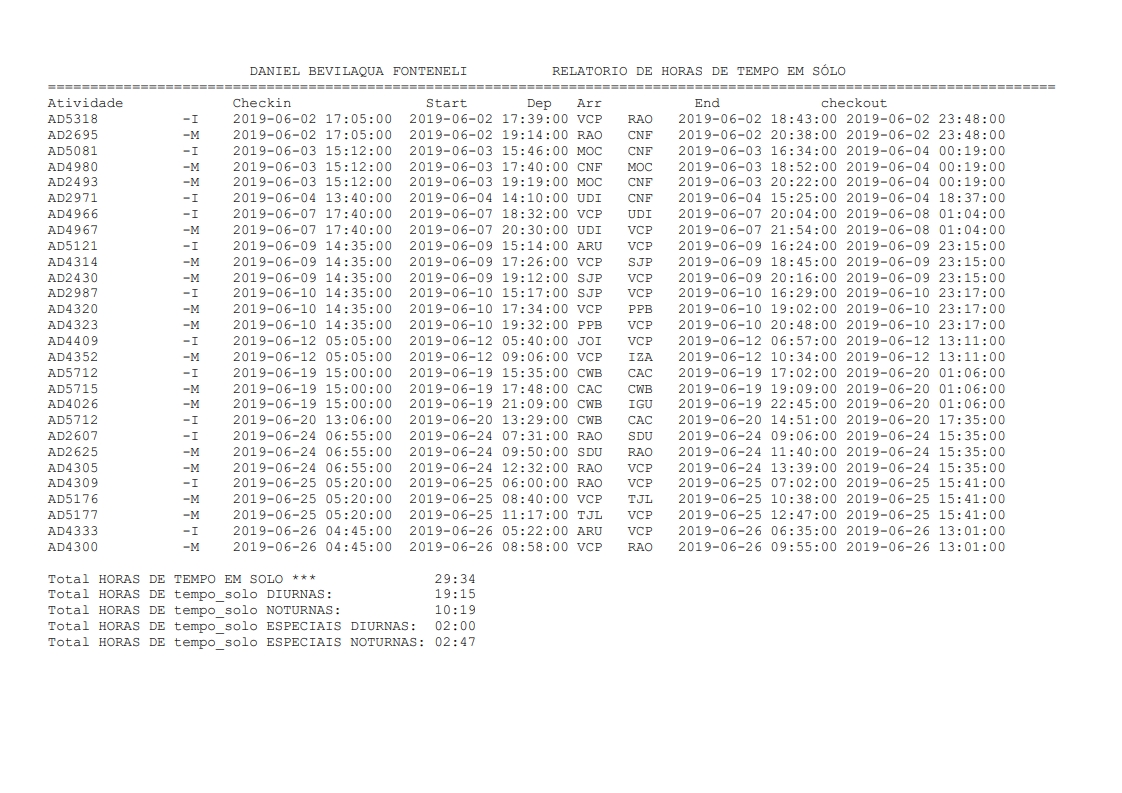 DANIEL BEVILAQUA FONTENELI RELATORIO DE HORAS DE TEMPO EM SÓLO
========================================================================================================================
Atividade Checkin Start Dep Arr End checkout
AD5318 -I 2019-06-02 17:05:00 2019-06-02 17:39:00 VCP RAO 2019-06-02 18:43:00 2019-06-02 23:48:00
AD2695 -M 2019-06-02 17:05:00 2019-06-02 19:14:00 RAO CNF 2019-06-02 20:38:00 2019-06-02 23:48:00
AD5081 -I 2019-06-03 15:12:00 2019-06-03 15:46:00 MOC CNF 2019-06-03 16:34:00 2019-06-04 00:19:00
AD4980 -M 2019-06-03 15:12:00 2019-06-03 17:40:00 CNF MOC 2019-06-03 18:52:00 2019-06-04 00:19:00
AD2493 -M 2019-06-03 15:12:00 2019-06-03 19:19:00 MOC CNF 2019-06-03 20:22:00 2019-06-04 00:19:00
AD2971 -I 2019-06-04 13:40:00 2019-06-04 14:10:00 UDI CNF 2019-06-04 15:25:00 2019-06-04 18:37:00
AD4966 -I 2019-06-07 17:40:00 2019-06-07 18:32:00 VCP UDI 2019-06-07 20:04:00 2019-06-08 01:04:00
AD4967 -M 2019-06-07 17:40:00 2019-06-07 20:30:00 UDI VCP 2019-06-07 21:54:00 2019-06-08 01:04:00
AD5121 -I 2019-06-09 14:35:00 2019-06-09 15:14:00 ARU VCP 2019-06-09 16:24:00 2019-06-09 23:15:00
AD4314 -M 2019-06-09 14:35:00 2019-06-09 17:26:00 VCP SJP 2019-06-09 18:45:00 2019-06-09 23:15:00
AD2430 -M 2019-06-09 14:35:00 2019-06-09 19:12:00 SJP VCP 2019-06-09 20:16:00 2019-06-09 23:15:00
AD2987 -I 2019-06-10 14:35:00 2019-06-10 15:17:00 SJP VCP 2019-06-10 16:29:00 2019-06-10 23:17:00
AD4320 -M 2019-06-10 14:35:00 2019-06-10 17:34:00 VCP PPB 2019-06-10 19:02:00 2019-06-10 23:17:00
AD4323 -M 2019-06-10 14:35:00 2019-06-10 19:32:00 PPB VCP 2019-06-10 20:48:00 2019-06-10 23:17:00
AD4409 -I 2019-06-12 05:05:00 2019-06-12 05:40:00 JOI VCP 2019-06-12 06:57:00 2019-06-12 13:11:00
AD4352 -M 2019-06-12 05:05:00 2019-06-12 09:06:00 VCP IZA 2019-06-12 10:34:00 2019-06-12 13:11:00
AD5712 -I 2019-06-19 15:00:00 2019-06-19 15:35:00 CWB CAC 2019-06-19 17:02:00 2019-06-20 01:06:00
AD5715 -M 2019-06-19 15:00:00 2019-06-19 17:48:00 CAC CWB 2019-06-19 19:09:00 2019-06-20 01:06:00
AD4026 -M 2019-06-19 15:00:00 2019-06-19 21:09:00 CWB IGU 2019-06-19 22:45:00 2019-06-20 01:06:00
AD5712 -I 2019-06-20 13:06:00 2019-06-20 13:29:00 CWB CAC 2019-06-20 14:51:00 2019-06-20 17:35:00
AD2607 -I 2019-06-24 06:55:00 2019-06-24 07:31:00 RAO SDU 2019-06-24 09:06:00 2019-06-24 15:35:00
AD2625 -M 2019-06-24 06:55:00 2019-06-24 09:50:00 SDU RAO 2019-06-24 11:40:00 2019-06-24 15:35:00
AD4305 -M 2019-06-24 06:55:00 2019-06-24 12:32:00 RAO VCP 2019-06-24 13:39:00 2019-06-24 15:35:00
AD4309 -I 2019-06-25 05:20:00 2019-06-25 06:00:00 RAO VCP 2019-06-25 07:02:00 2019-06-25 15:41:00
AD5176 -M 2019-06-25 05:20:00 2019-06-25 08:40:00 VCP TJL 2019-06-25 10:38:00 2019-06-25 15:41:00
AD5177 -M 2019-06-25 05:20:00 2019-06-25 11:17:00 TJL VCP 2019-06-25 12:47:00 2019-06-25 15:41:00
AD4333 -I 2019-06-26 04:45:00 2019-06-26 05:22:00 ARU VCP 2019-06-26 06:35:00 2019-06-26 13:01:00
AD4300 -M 2019-06-26 04:45:00 2019-06-26 08:58:00 VCP RAO 2019-06-26 09:55:00 2019-06-26 13:01:00
Total HORAS DE TEMPO EM SOLO *** 29:34
Total HORAS DE tempo_solo DIURNAS: 19:15
Total HORAS DE tempo_solo NOTURNAS: 10:19
Total HORAS DE tempo_solo ESPECIAIS DIURNAS: 02:00
Total HORAS DE tempo_solo ESPECIAIS NOTURNAS: 02:47